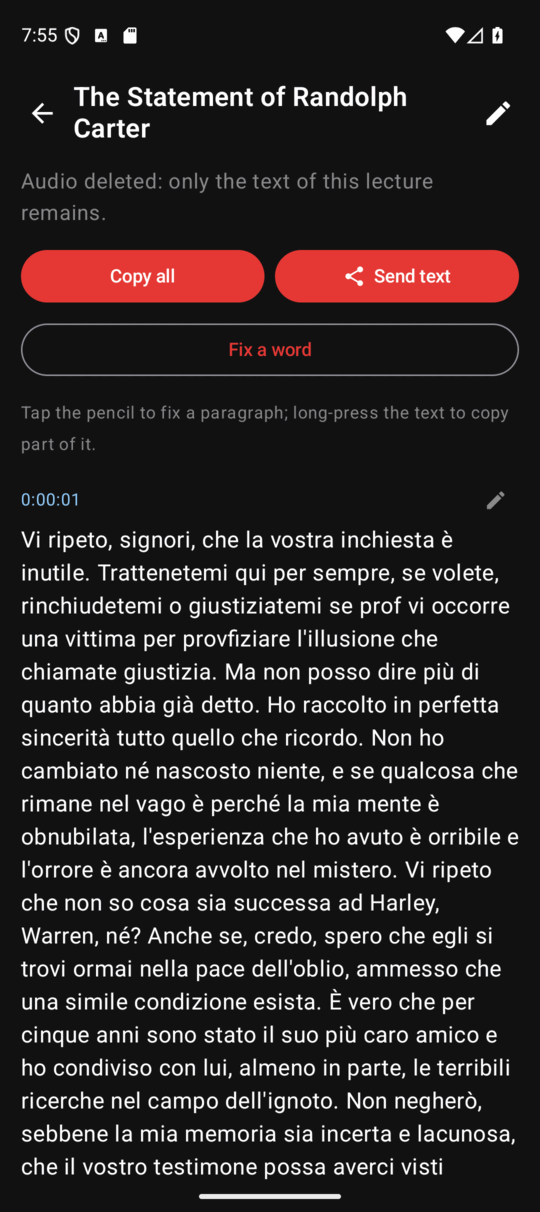 7:55
The Statement of Randolph
Carter
Audio deleted: only the text of this lecture
remains.
Copy all
Send text
Fix a word
Tap the pencil to fix a paragraph; long-press the text to copy
part of it.
0:00:01
Vi ripeto, signori, che la vostra inchiesta è
inutile. Trattenetemi qui per sempre, se volete,
rinchiudetemi o giustiziatemi se prof vi occorre
una vittima per provfiziare l'illusione che
chiamate giustizia. Ma non posso dire più di
quanto abbia già detto. Ho raccolto in perfetta
sincerità tutto quello che ricordo. Non ho
cambiato né nascosto niente, e se qualcosa che
rimane nel vago è perché la mia mente è
obnubilata, l'esperienza che ho avuto è orribile e
l'orrore è ancora avvolto nel mistero. Vi ripeto
che non so cosa sia successa ad Harley,
Warren, né? Anche se, credo, spero che egli si
trovi ormai nella pace dell'oblio, ammesso che
una simile condizione esista. È vero che per
cinque anni sono stato il suo più caro amico e
ho condiviso con lui, almeno in parte, le terribili
ricerche nel campo dell'ignoto. Non negherò,
sebbene la mia memoria sia incerta e lacunosa,
che il vostro testimone possa averci visti